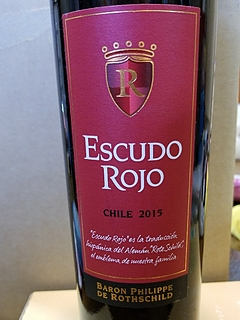 R
ESCUDO
ROJO
CHILE 2015
"Escudo Rojo" es la traducción
hispánica del Alemán, "Rote Schild",
el emblema de nuestra familia
BARON PHILIPPE
DE ROTHSCHILD